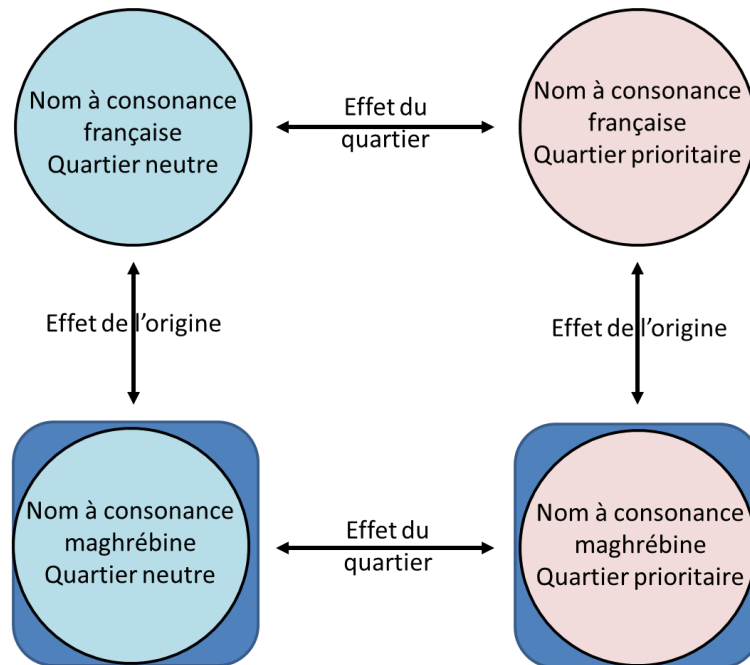 Nom à consonance
française
Quartier neutre
Effet du
quartier
Nom à consonance
française
Quartier prioritaire
Effet de l'origine
Effet de l'origine
Nom à consonance
maghrébine
Quartier neutre
Effet du
quartier
Nom à consonance
maghrébine
Quartier prioritaire